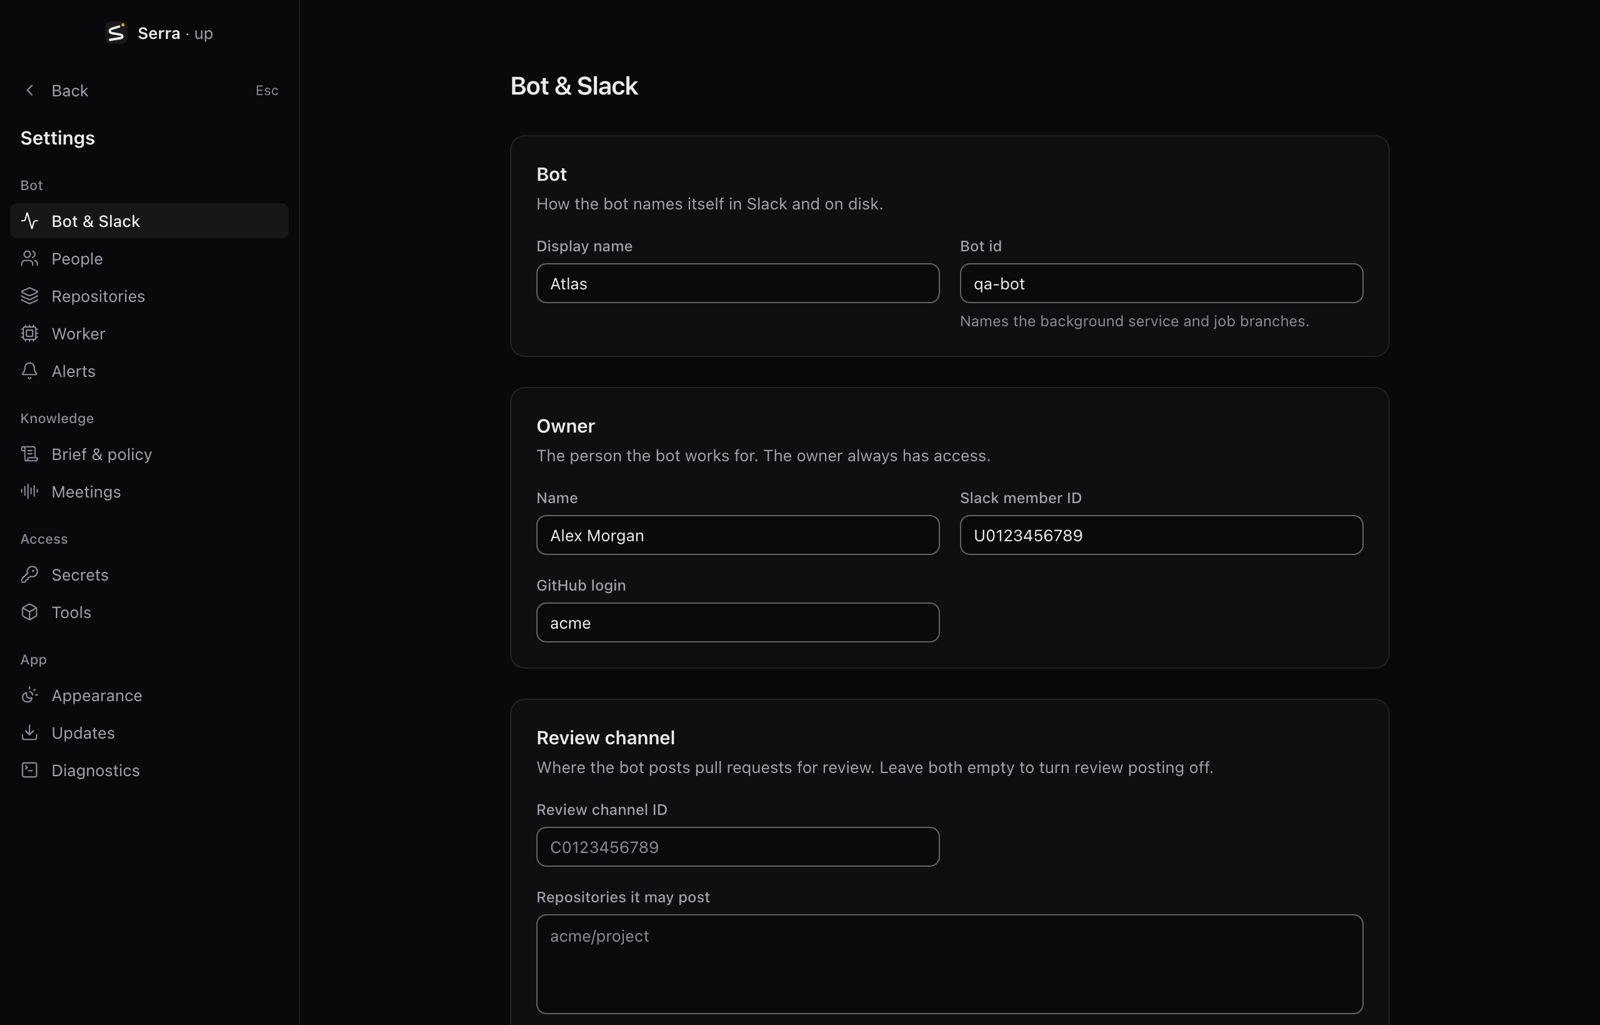 Serra · up
Back
Esc
Settings
Bot
Bot & Slack
People
Repositories
Worker
Alerts
Knowledge
Brief & policy
Meetings
Access
Secrets
Tools
App
Appearance
Updates
Diagnostics
Bot & Slack
Bot
How the bot names itself in Slack and on disk.
Display name
Atlas
Bot id
qa-bot
Names the background service and job branches.
Owner
The person the bot works for. The owner always has access.
Name
Alex Morgan
Slack member ID
U0123456789
GitHub login
acme
Review channel
Where the bot posts pull requests for review. Leave both empty to turn review posting off.
Review channel ID
C0123456789
Repositories it may post
acme/project